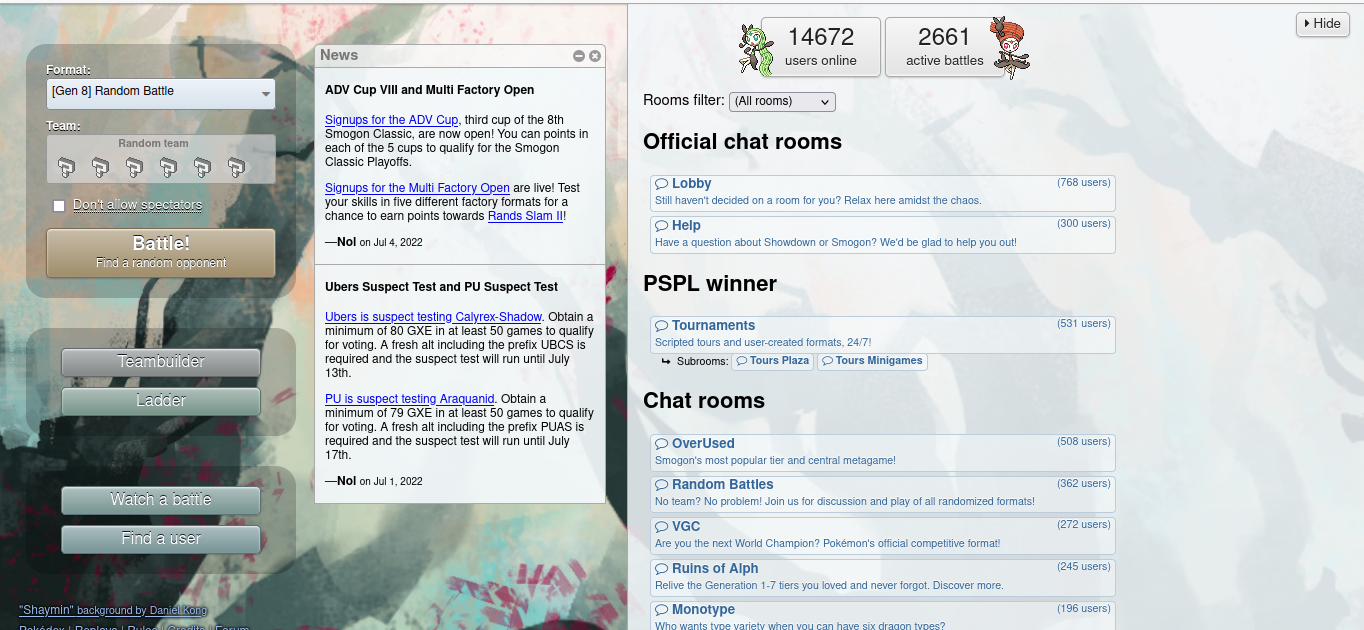 Format:
[Gen 8] Random Battle
Team:
Random team
Don't allow spectators
Battle!
Find a random opponent
Teambuilder
Ladder
Watch a battle
Find a user
"Shaymin" background by Daniel Kong
Pokédex | Replays | Rules | Credits | Forum
News
ADV Cup VIII and Multi Factory Open
Signups for the ADV Cup, third cup of the 8th
Smogon Classic, are now open! You can points in
each of the 5 cups to qualify for the Smogon
Classic Playoffs.
Signups for the Multi Factory Open are live! Test
your skills in five different factory formats for a
chance to earn points towards Rands Slam II!
—Nol on Jul 4, 2022
Ubers Suspect Test and PU Suspect Test
Ubers is suspect testing Calyrex-Shadow. Obtain a
minimum of 80 GXE in at least 50 games to qualify
for voting. A fresh alt including the prefix UBCS is
required and the suspect test will run until July
13th.
PU is suspect testing Araquanid. Obtain a
minimum of 79 GXE in at least 50 games to qualify
for voting. A fresh alt including the prefix PUAS is
required and the suspect test will run until July
17th.
—Nol on Jul 1, 2022
14672
users online
2661
active battles
Hide
Rooms filter: (All rooms)
Official chat rooms
Lobby (768 users)
Still haven't decided on a room for you? Relax here amidst the chaos.
Help (300 users)
Have a question about Showdown or Smogon? We'd be glad to help you out!
PSPL winner
Tournaments (531 users)
Scripted tours and user-created formats, 24/7!
Subrooms: Tours Plaza Tours Minigames
Chat rooms
OverUsed (508 users)
Smogon's most popular tier and central metagame!
Random Battles (362 users)
No team? No problem! Join us for discussion and play of all randomized formats!
VGC (272 users)
Are you the next World Champion? Pokémon's official competitive format!
Ruins of Alph (245 users)
Relive the Generation 1-7 tiers you loved and never forgot. Discover more.
Monotype (196 users)
Who wants type variety when you can have six dragon types?